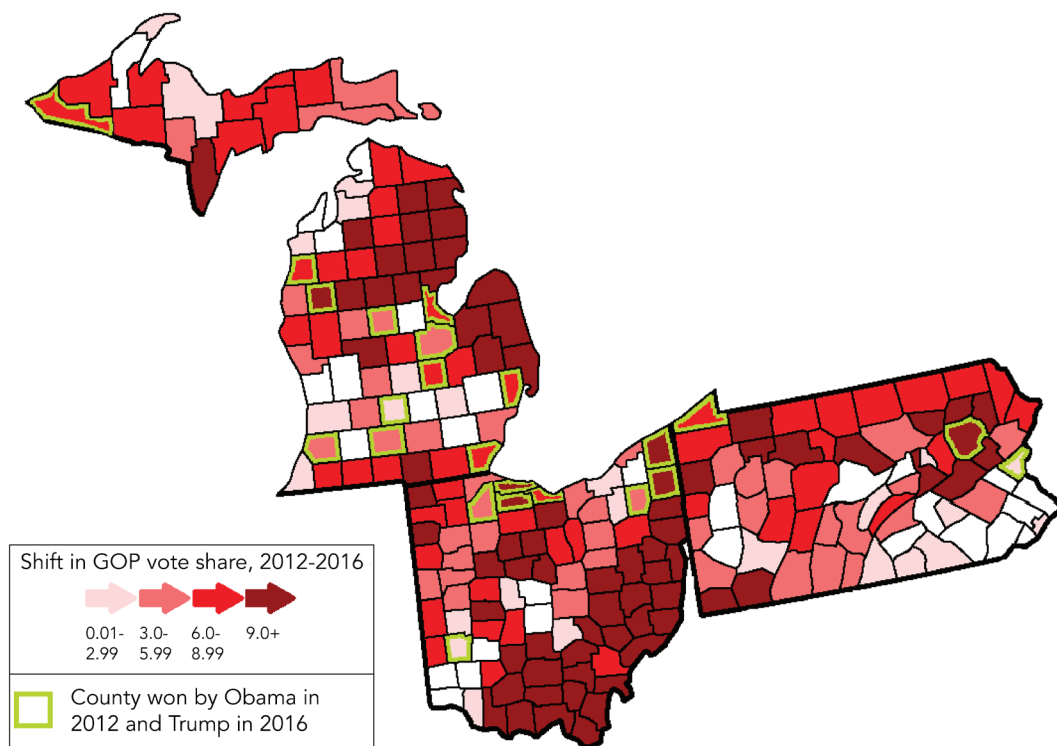 Shift in GOP vote share, 2012-2016
0.01- 3.0- 6.0- 9.0+
2.99 5.99 8.99
County won by Obama in
2012 and Trump in 2016